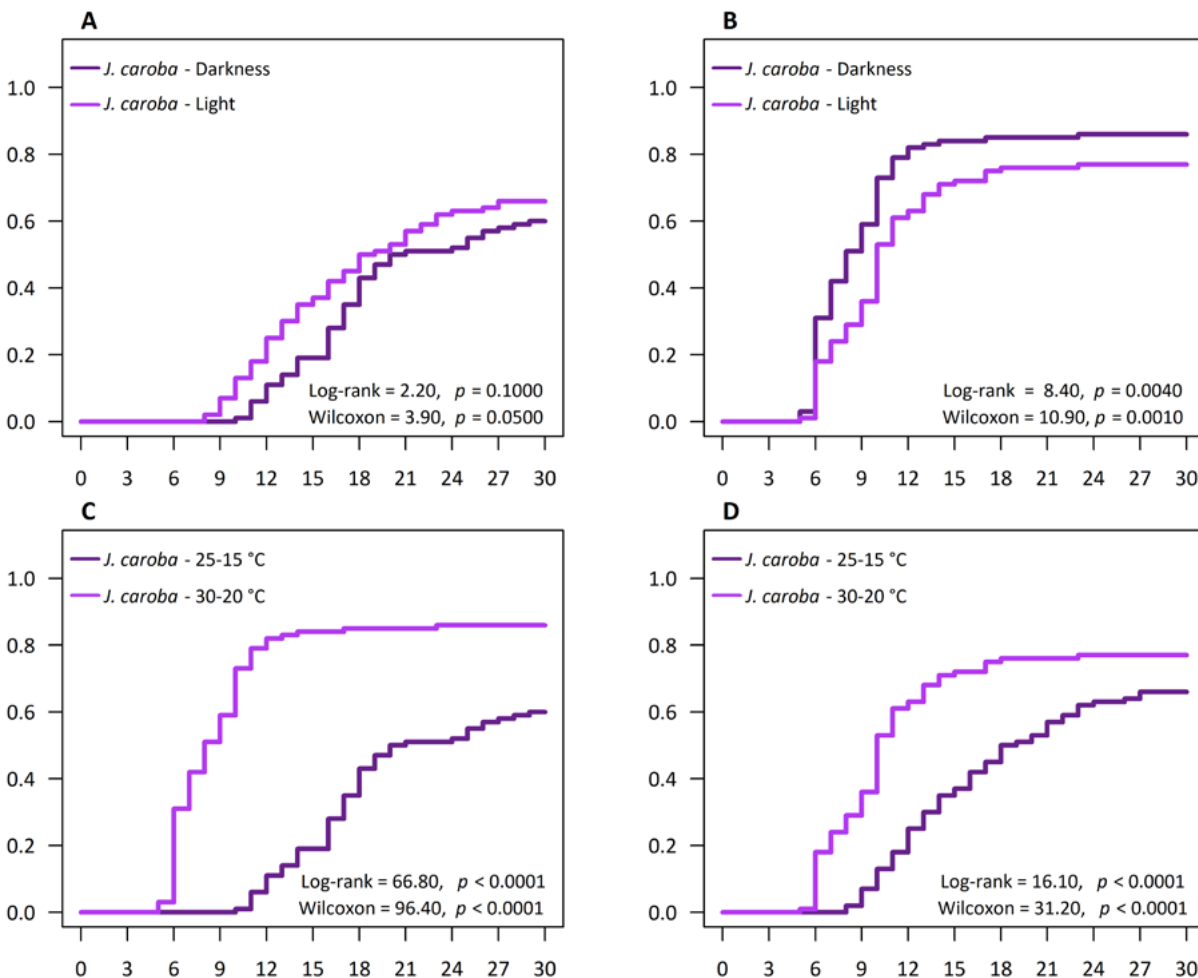 A
J. caroba - Darkness
J. caroba - Light
1.0
0.8
0.6
0.4
0.2
0.0
Log-rank = 2.20, p = 0.1000
Wilcoxon = 3.90, p = 0.0500
0 3 6 9 12 15 18 21 24 27 30
B
J. caroba - Darkness
J. caroba - Light
1.0
0.8
0.6
0.4
0.2
0.0
Log-rank = 8.40, p = 0.0040
Wilcoxon = 10.90, p = 0.0010
0 3 6 9 12 15 18 21 24 27 30
C
J. caroba - 25-15 °C
J. caroba - 30-20 °C
1.0
0.8
0.6
0.4
0.2
0.0
Log-rank = 66.80, p < 0.0001
Wilcoxon = 96.40, p < 0.0001
0 3 6 9 12 15 18 21 24 27 30
D
J. caroba - 25-15 °C
J. caroba - 30-20 °C
1.0
0.8
0.6
0.4
0.2
0.0
Log-rank = 16.10, p < 0.0001
Wilcoxon = 31.20, p < 0.0001
0 3 6 9 12 15 18 21 24 27 30